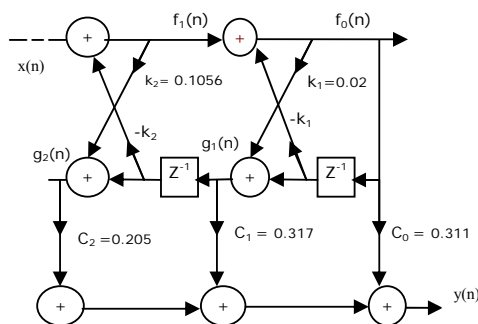 f₁(n) f₀(n)
+ +
x(n)
k₂= 0.1056 k₁=0.02
-k₂ -k₁
g₂(n) g₁(n)
+ Z⁻¹ + Z⁻¹
C₂ =0.205 C₁ = 0.317 C₀ = 0.311
y(n)
+ + +